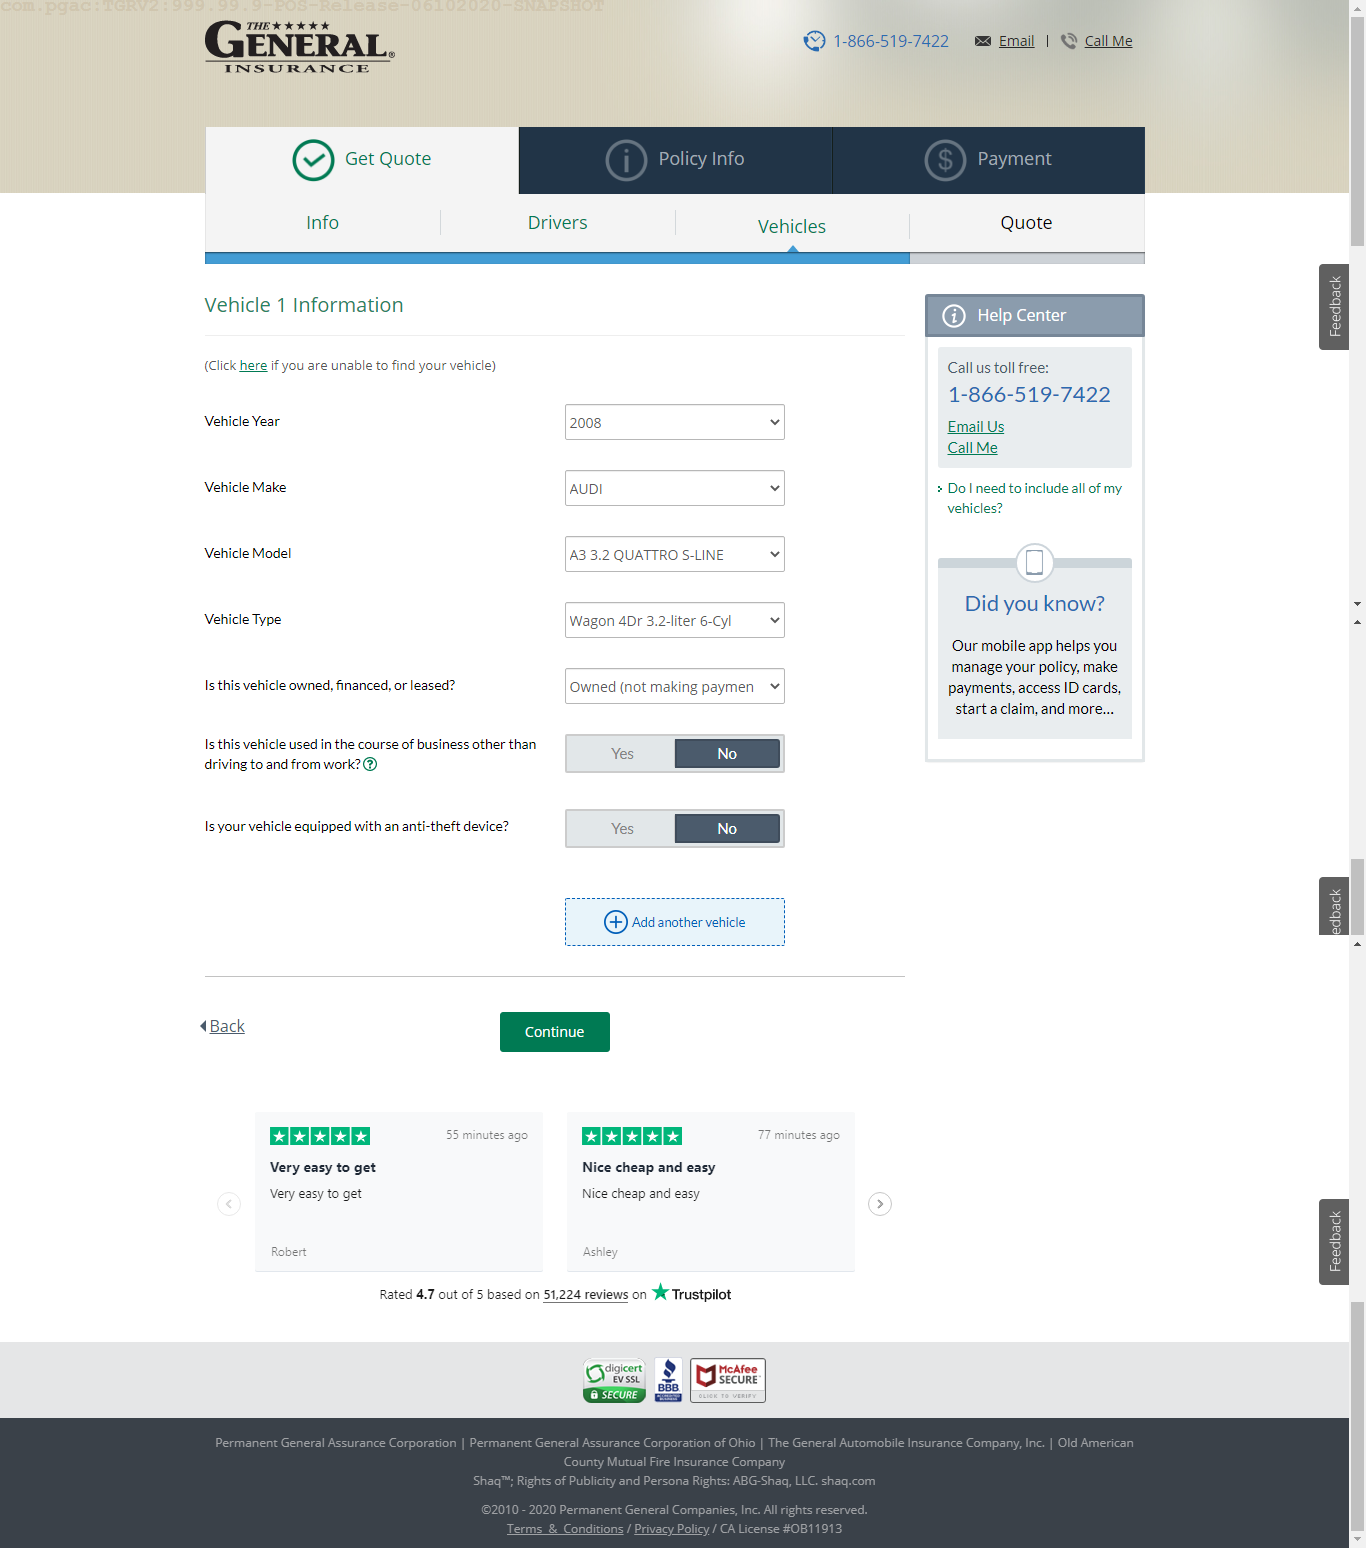 com.pgac:TGRV2:999.99.9-POS-Release-06102020-SNAPSHOT
THE
GENERAL®
INSURANCE
1-866-519-7422
Email | Call Me
Get Quote
Policy Info
Payment
Info
Drivers
Vehicles
Quote
Vehicle 1 Information
(Click here if you are unable to find your vehicle)
Vehicle Year
2008
Vehicle Make
AUDI
Vehicle Model
A3 3.2 QUATTRO S-LINE
Vehicle Type
Wagon 4Dr 3.2-liter 6-Cyl
Is this vehicle owned, financed, or leased?
Owned (not making paymen
Is this vehicle used in the course of business other than
driving to and from work?
Yes
No
Is your vehicle equipped with an anti-theft device?
Yes
No
Add another vehicle
Back
Continue
Help Center
Call us toll free:
1-866-519-7422
Email Us
Call Me
Do I need to include all of my
vehicles?
Did you know?
Our mobile app helps you
manage your policy, make
payments, access ID cards,
start a claim, and more...
Feedback
edback
Feedback
55 minutes ago
Very easy to get
Very easy to get
Robert
77 minutes ago
Nice cheap and easy
Nice cheap and easy
Ashley
Rated 4.7 out of 5 based on 51,224 reviews on Trustpilot
digicert
EV SSL
SECURE
BBB
ACCREDITED
BUSINESS
McAfee
SECURE™
CLICK TO VERIFY
Permanent General Assurance Corporation | Permanent General Assurance Corporation of Ohio | The General Automobile Insurance Company, Inc. | Old American
County Mutual Fire Insurance Company
Shaq™; Rights of Publicity and Persona Rights: ABG-Shaq, LLC. shaq.com
©2010 - 2020 Permanent General Companies, Inc. All rights reserved.
Terms & Conditions / Privacy Policy / CA License #OB11913